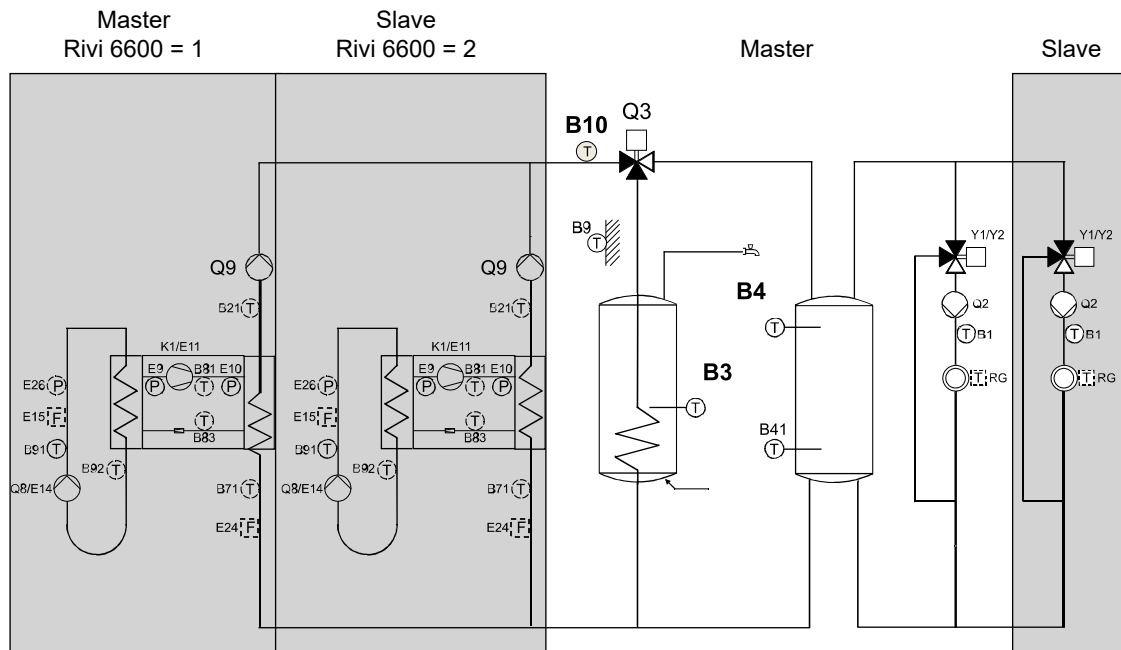 Master
Rivi 6600 = 1
Slave
Rivi 6600 = 2
Master
Slave
Q3
B10
T
B9
T
Q9
Q9
B21 T
B21 T
Y1/Y2
Y1/Y2
B4
T
Q2
Q2
T B1
T B1
K1/E11
K1/E11
E9 B81 E10
E9 B81 E10
P T P
P T P
E26 P
E26 P
T RG
T RG
B3
T
E15 F
E15 F
T
B83
T
B83
B91 T
B91 T
B41
T
B92 T
B92 T
Q8/E14
Q8/E14
B71 T
B71 T
E24 F
E24 F